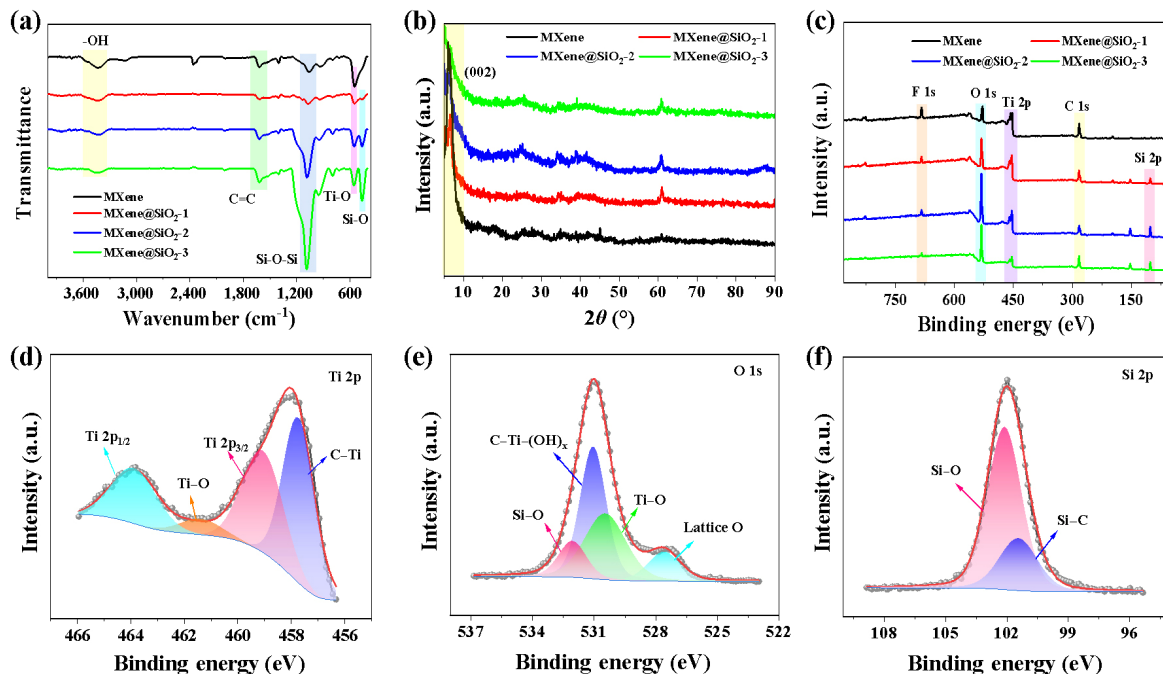 (a)
-OH
C=C
Ti-O
Si-O
Si-O-Si
MXene
MXene@SiO₂-1
MXene@SiO₂-2
MXene@SiO₂-3
Transmittance
3,600 3,000 2,400 1,800 1,200 600
Wavenumber (cm⁻¹)
(b)
MXene MXene@SiO₂-1
MXene@SiO₂-2 MXene@SiO₂-3
(002)
Intensity (a.u.)
10 20 30 40 50 60 70 80 90
2θ (°)
(c)
MXene MXene@SiO₂-1
MXene@SiO₂-2 MXene@SiO₂-3
F 1s O 1s Ti 2p C 1s
Si 2p
Intensity (a.u.)
750 600 450 300 150
Binding energy (eV)
(d)
Ti 2p
Ti 2p₁/₂
Ti-O
Ti 2p₃/₂
C-Ti
Intensity (a.u.)
466 464 462 460 458 456
Binding energy (eV)
(e)
O 1s
C-Ti-(OH)ₓ
Si-O
Ti-O
Lattice O
Intensity (a.u.)
537 534 531 528 525 522
Binding energy (eV)
(f)
Si 2p
Si-O
Si-C
Intensity (a.u.)
108 105 102 99 96
Binding energy (eV)